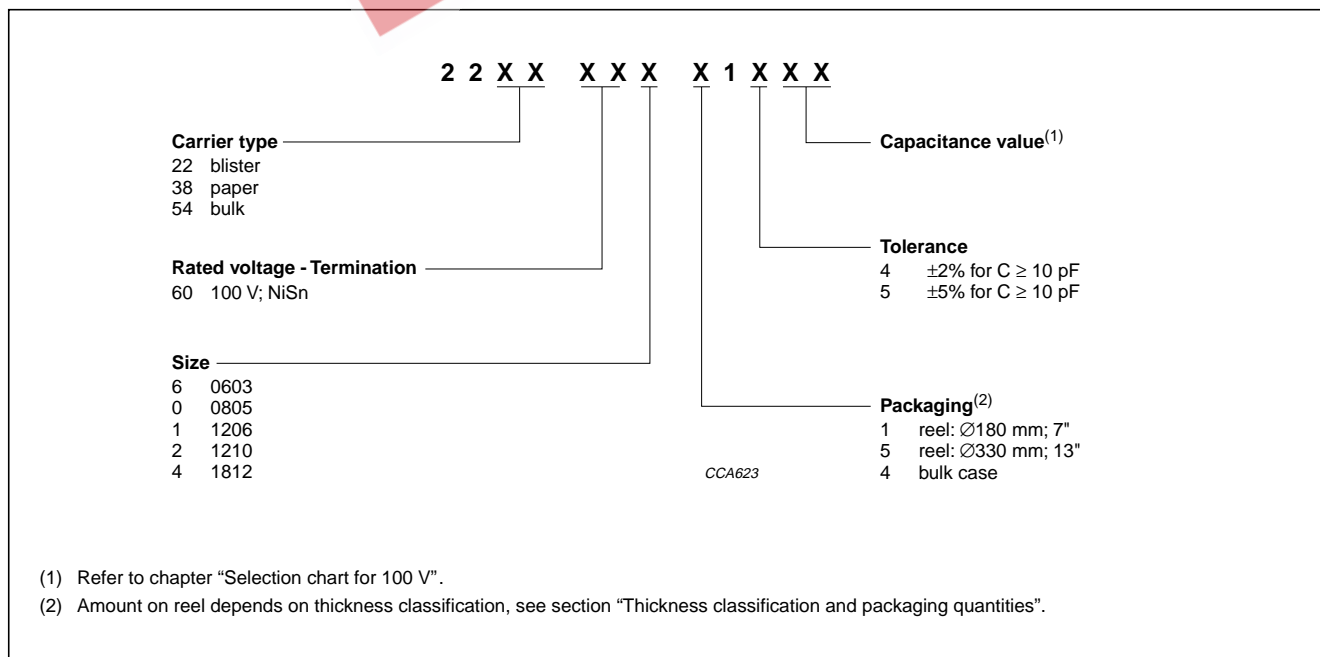 2 2 X X X X X X 1 X X X
Carrier type
22 blister
38 paper
54 bulk
Rated voltage - Termination
60 100 V; NiSn
Size
6 0603
0 0805
1 1206
2 1210
4 1812
Capacitance value(1)
Tolerance
4 ±2% for C ≥ 10 pF
5 ±5% for C ≥ 10 pF
Packaging(2)
1 reel: ∅180 mm; 7"
5 reel: ∅330 mm; 13"
4 bulk case
CCA623
(1) Refer to chapter “Selection chart for 100 V”.
(2) Amount on reel depends on thickness classification, see section “Thickness classification and packaging quantities”.